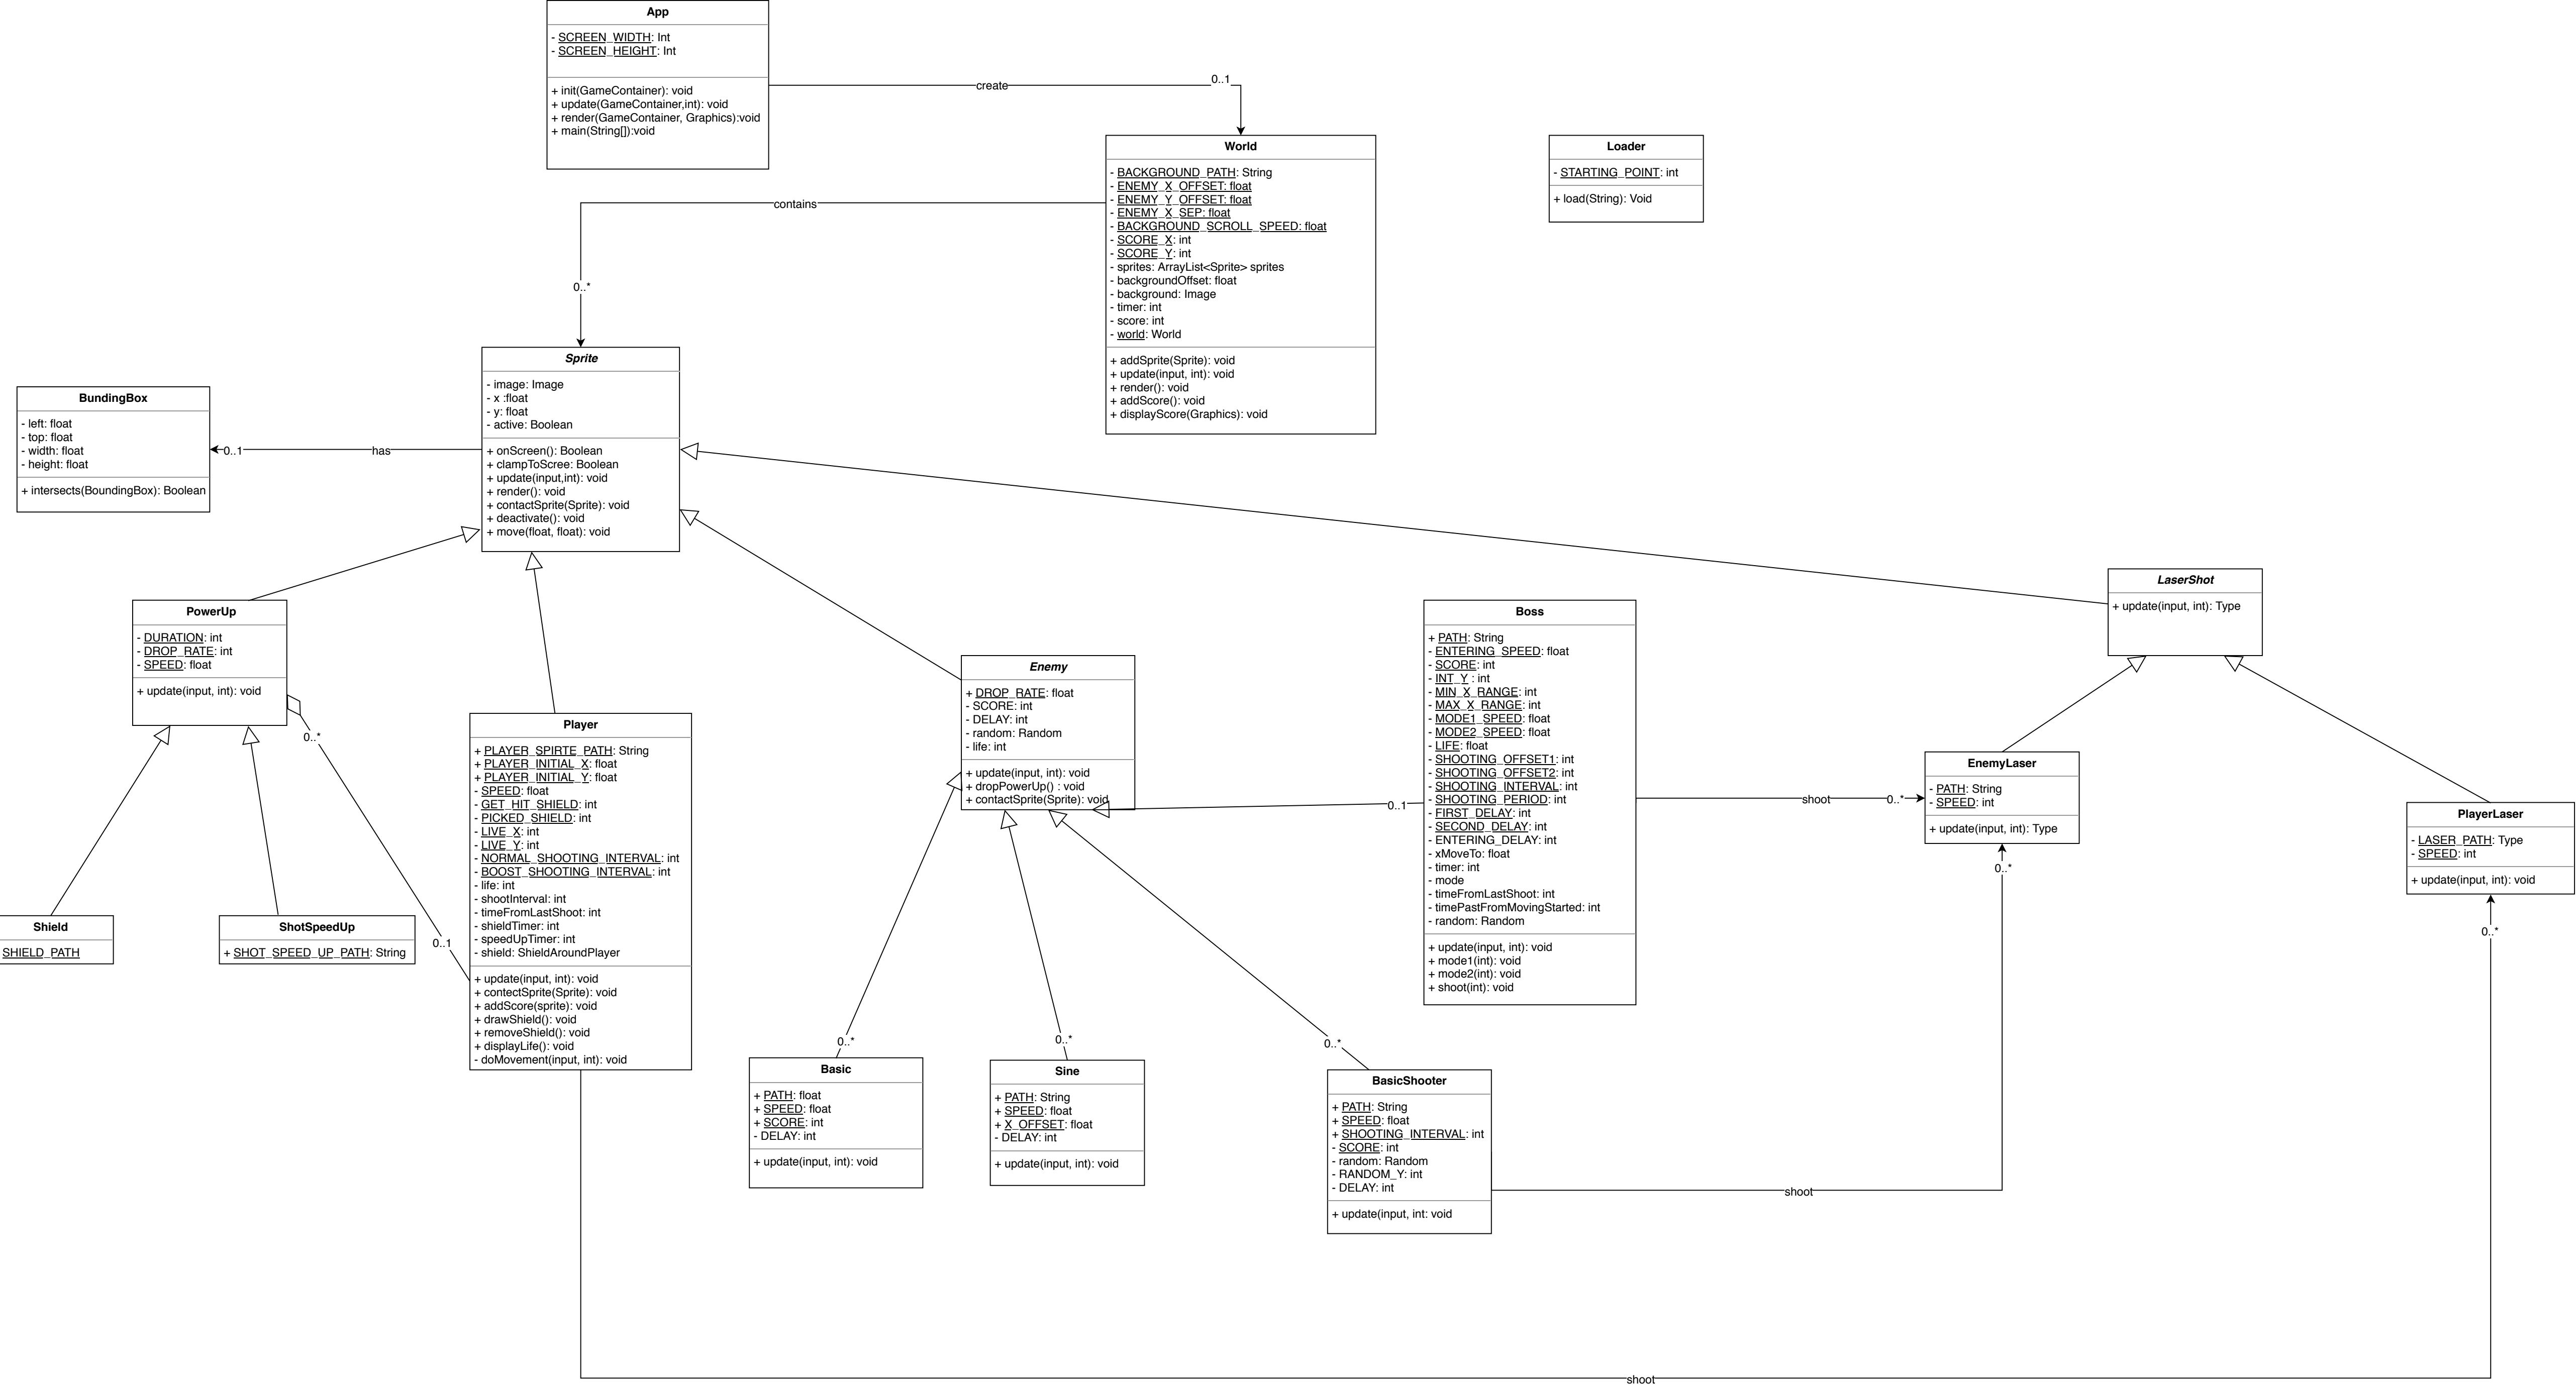 App
- SCREEN_WIDTH: Int
- SCREEN_HEIGHT: Int
+ init(GameContainer): void
+ update(GameContainer,int): void
+ render(GameContainer, Graphics):void
+ main(String[]):void
create
0..1
World
- BACKGROUND_PATH: String
- ENEMY_X_OFFSET: float
- ENEMY_Y_OFFSET: float
- ENEMY_X_SEP: float
- BACKGROUND_SCROLL_SPEED: float
- SCORE_X: int
- SCORE_Y: int
- sprites: ArrayList<Sprite> sprites
- backgroundOffset: float
- background: Image
- timer: int
- score: int
- world: World
+ addSprite(Sprite): void
+ update(input, int): void
+ render(): void
+ addScore(): void
+ displayScore(Graphics): void
Loader
- STARTING_POINT: int
+ load(String): Void
contains
0..*
Sprite
- image: Image
- x :float
- y: float
- active: Boolean
+ onScreen(): Boolean
+ clampToScree: Boolean
+ update(input,int): void
+ render(): void
+ contactSprite(Sprite): void
+ deactivate(): void
+ move(float, float): void
BundingBox
- left: float
- top: float
- width: float
- height: float
+ intersects(BoundingBox): Boolean
0..1
has
PowerUp
- DURATION: int
- DROP_RATE: int
- SPEED: float
+ update(input, int): void
0..*
0..1
Shield
SHIELD_PATH
ShotSpeedUp
+ SHOT_SPEED_UP_PATH: String
Player
+ PLAYER_SPIRTE_PATH: String
+ PLAYER_INITIAL_X: float
+ PLAYER_INITIAL_Y: float
- SPEED: float
- GET_HIT_SHIELD: int
- PICKED_SHIELD: int
- LIVE_X: int
- LIVE_Y: int
- NORMAL_SHOOTING_INTERVAL: int
- BOOST_SHOOTING_INTERVAL: int
- life: int
- shootInterval: int
- timeFromLastShoot: int
- shieldTimer: int
- speedUpTimer: int
- shield: ShieldAroundPlayer
+ update(input, int): void
+ contectSprite(Sprite): void
+ addScore(sprite): void
+ drawShield(): void
+ removeShield(): void
+ displayLife(): void
- doMovement(input, int): void
Enemy
+ DROP_RATE: float
- SCORE: int
- DELAY: int
- random: Random
- life: int
+ update(input, int): void
+ dropPowerUp() : void
+ contactSprite(Sprite): void
0..1
Boss
+ PATH: String
- ENTERING_SPEED: float
- SCORE: int
- INT_Y : int
- MIN_X_RANGE: int
- MAX_X_RANGE: int
- MODE1_SPEED: float
- MODE2_SPEED: float
- LIFE: float
- SHOOTING_OFFSET1: int
- SHOOTING_OFFSET2: int
- SHOOTING_INTERVAL: int
- SHOOTING_PERIOD: int
- FIRST_DELAY: int
- SECOND_DELAY: int
- ENTERING_DELAY: int
- xMoveTo: float
- timer: int
- mode
- timeFromLastShoot: int
- timePastFromMovingStarted: int
- random: Random
+ update(input, int): void
+ mode1(int): void
+ mode2(int): void
+ shoot(int): void
shoot
0..*
LaserShot
+ update(input, int): Type
EnemyLaser
- PATH: String
- SPEED: int
+ update(input, int): Type
0..*
PlayerLaser
- LASER_PATH: Type
- SPEED: int
+ update(input, int): void
0..*
0..*
Basic
+ PATH: float
+ SPEED: float
+ SCORE: int
- DELAY: int
+ update(input, int): void
0..*
Sine
+ PATH: String
+ SPEED: float
+ X_OFFSET: float
- DELAY: int
+ update(input, int): void
0..*
BasicShooter
+ PATH: String
+ SPEED: float
+ SHOOTING_INTERVAL: int
- SCORE: int
- random: Random
- RANDOM_Y: int
- DELAY: int
+ update(input, int: void
shoot
shoot